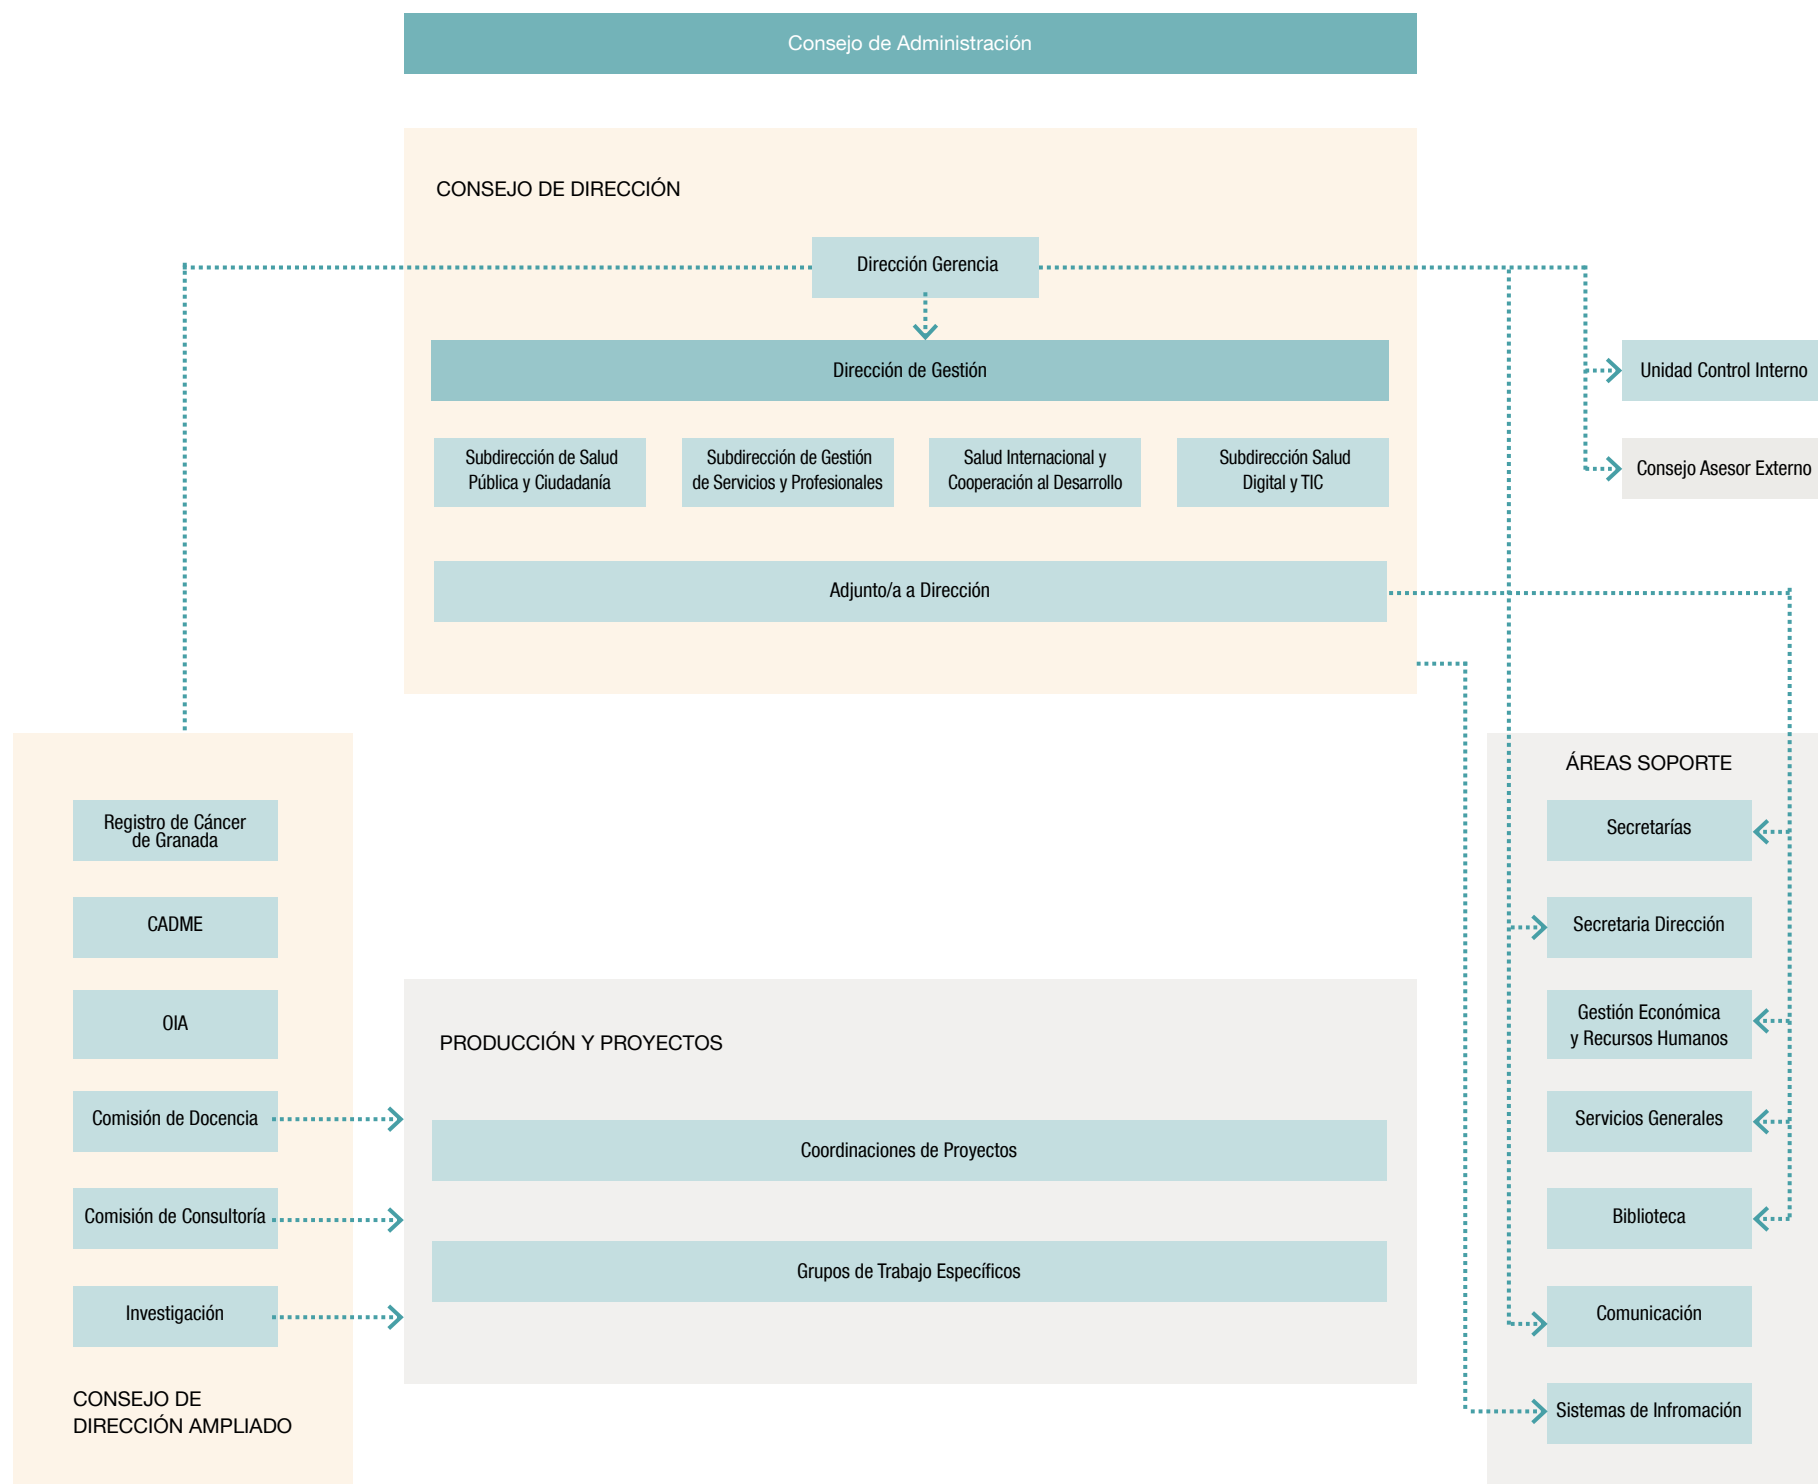 Consejo de Administración
CONSEJO DE DIRECCIÓN
Dirección Gerencia
Dirección de Gestión
Subdirección de Salud
Pública y Ciudadanía
Subdirección de Gestión
de Servicios y Profesionales
Salud Internacional y
Cooperación al Desarrollo
Subdirección Salud
Digital y TIC
Adjunto/a a Dirección
Unidad Control Interno
Consejo Asesor Externo
Registro de Cáncer
de Granada
CADME
OIA
Comisión de Docencia
Comisión de Consultoría
Investigación
CONSEJO DE
DIRECCIÓN AMPLIADO
PRODUCCIÓN Y PROYECTOS
Coordinaciones de Proyectos
Grupos de Trabajo Específicos
ÁREAS SOPORTE
Secretarías
Secretaria Dirección
Gestión Económica
y Recursos Humanos
Servicios Generales
Biblioteca
Comunicación
Sistemas de Infromación